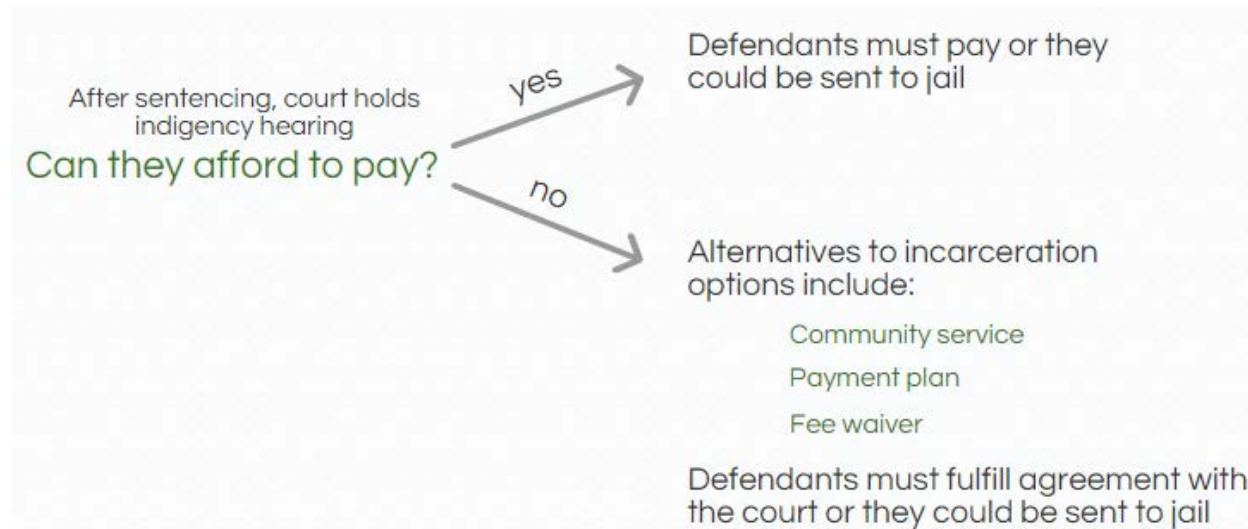 After sentencing, court holds
indigency hearing
Can they afford to pay?
yes
Defendants must pay or they
could be sent to jail
no
Alternatives to incarceration
options include:
Community service
Payment plan
Fee waiver
Defendants must fulfill agreement with
the court or they could be sent to jail